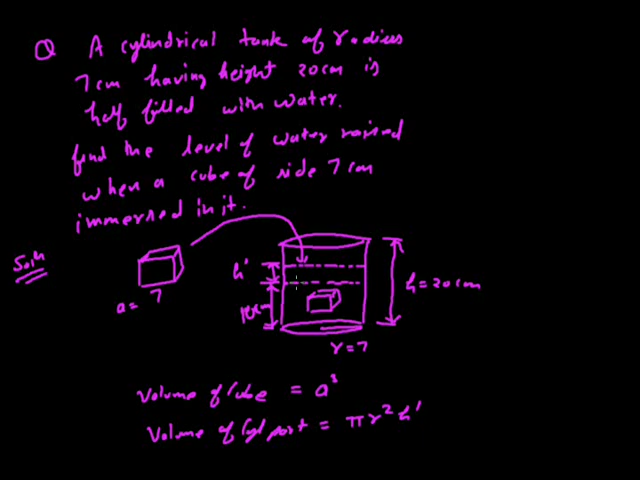 Q A cylindrical tank of radius
7cm having height 20cm is
half filled with water.
find the level of water raised
when a cube of side 7cm
immersed in it.
Soln
a = 7
h'
10cm
h = 20cm
r = 7
Volume of Cube = a³
Volume of Cyl part = πr²h'